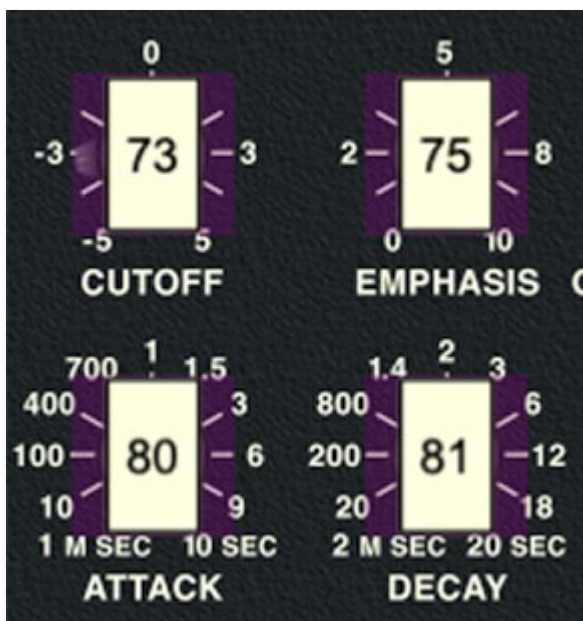 0 5
-3 73 3 2 75 8
-5 5 0 10
CUTOFF EMPHASIS
1 2
700 1.5 1.4 3
400 3 800 6
100 80 6 200 81 12
10 9 20 18
1 M SEC 10 SEC 2 M SEC 20 SEC
ATTACK DECAY